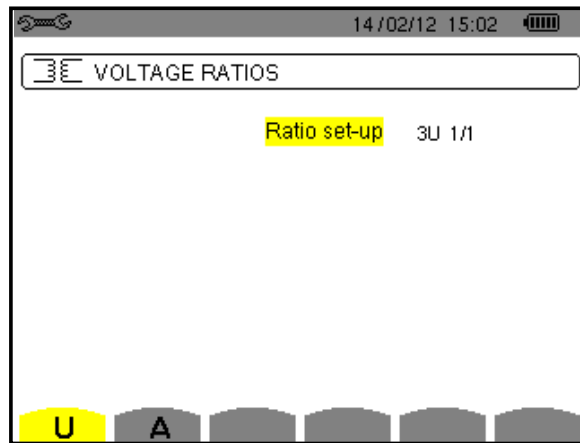 14/02/12 15:02
VOLTAGE RATIOS
Ratio set-up 3U 1/1
U A